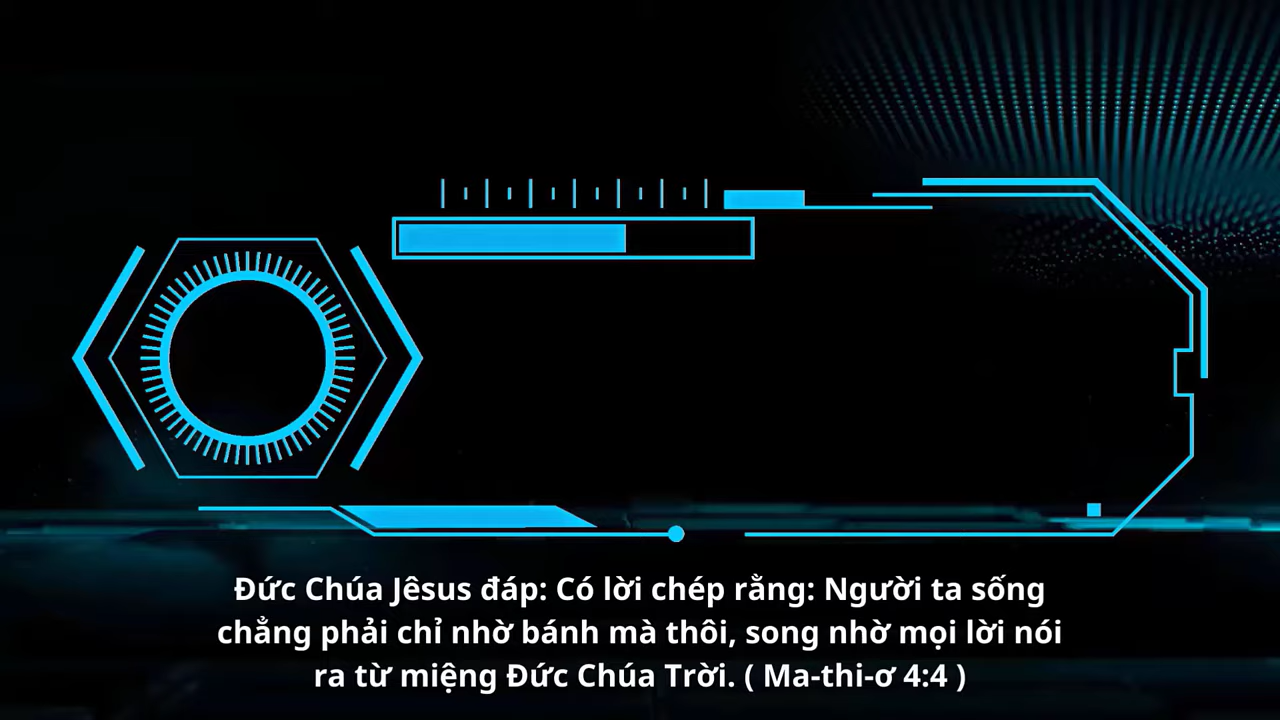 Đức Chúa Jêsus đáp: Có lời chép rằng: Người ta sống
chẳng phải chỉ nhờ bánh mà thôi, song nhờ mọi lời nói
ra từ miệng Đức Chúa Trời. ( Ma-thi-ơ 4:4 )